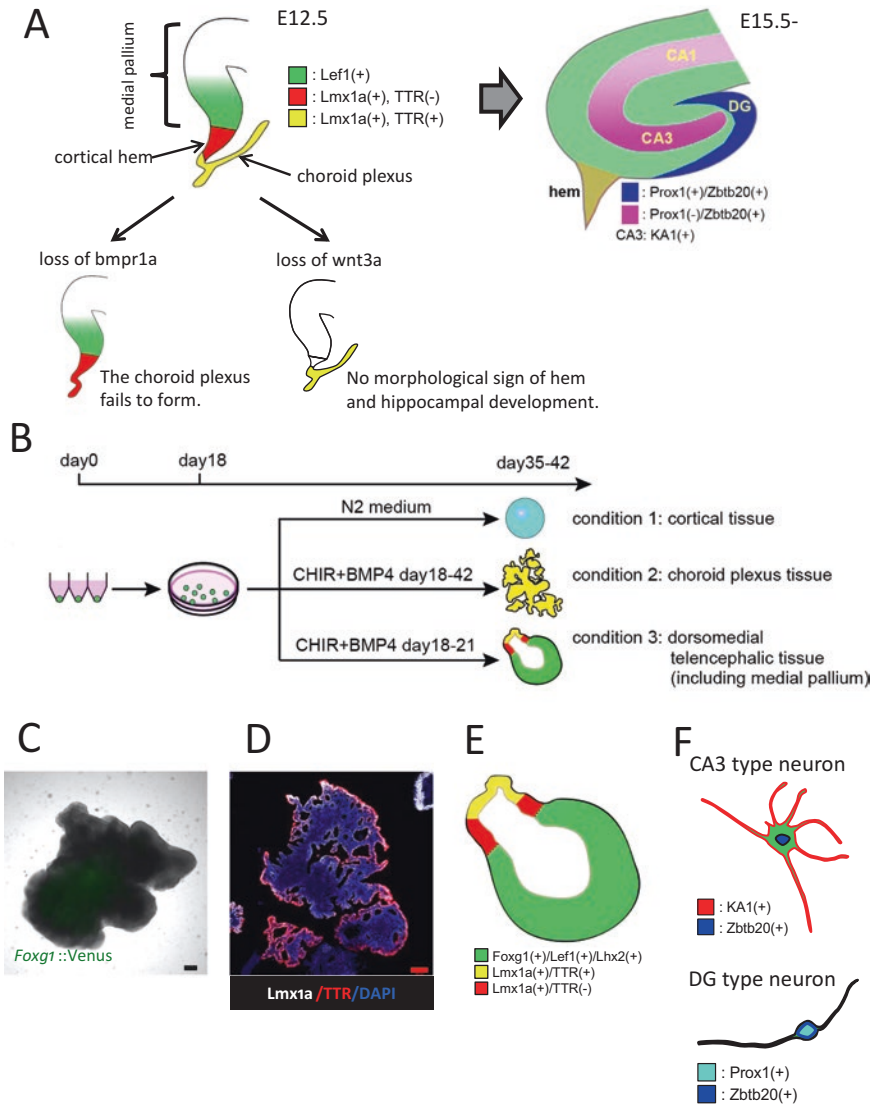 A
E12.5
E15.5-
medial pallium
: Lef1(+)
: Lmx1a(+), TTR(-)
: Lmx1a(+), TTR(+)
cortical hem
choroid plexus
CA1
DG
CA3
hem
: Prox1(+)/Zbtb20(+)
: Prox1(-)/Zbtb20(+)
CA3: KA1(+)
loss of bmpr1a
loss of wnt3a
The choroid plexus
fails to form.
No morphological sign of hem
and hippocampal development.
B
day0
day18
day35-42
N2 medium
condition 1: cortical tissue
CHIR+BMP4 day18-42
condition 2: choroid plexus tissue
CHIR+BMP4 day18-21
condition 3: dorsomedial
telencephalic tissue
(including medial pallium)
C
Foxg1::Venus
D
Lmx1a/TTR/DAPI
E
Foxg1(+)/Lef1(+)/Lhx2(+)
Lmx1a(+)/TTR(+)
Lmx1a(+)/TTR(-)
F
CA3 type neuron
: KA1(+)
: Zbtb20(+)
DG type neuron
: Prox1(+)
: Zbtb20(+)